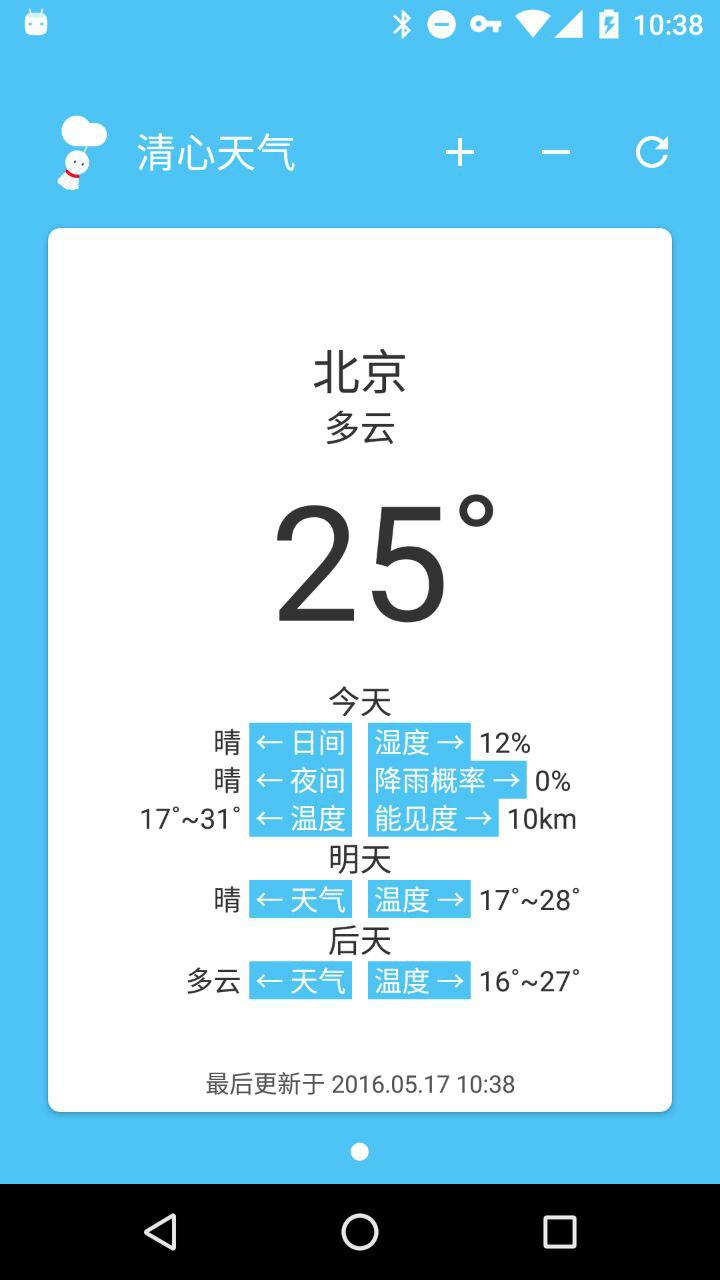 10:38
清心天气
北京
多云
25°
今天
晴 ← 日间 湿度 → 12%
晴 ← 夜间 降雨概率 → 0%
17°~31° ← 温度 能见度 → 10km
明天
晴 ← 天气 温度 → 17°~28°
后天
多云 ← 天气 温度 → 16°~27°
最后更新于 2016.05.17 10:38